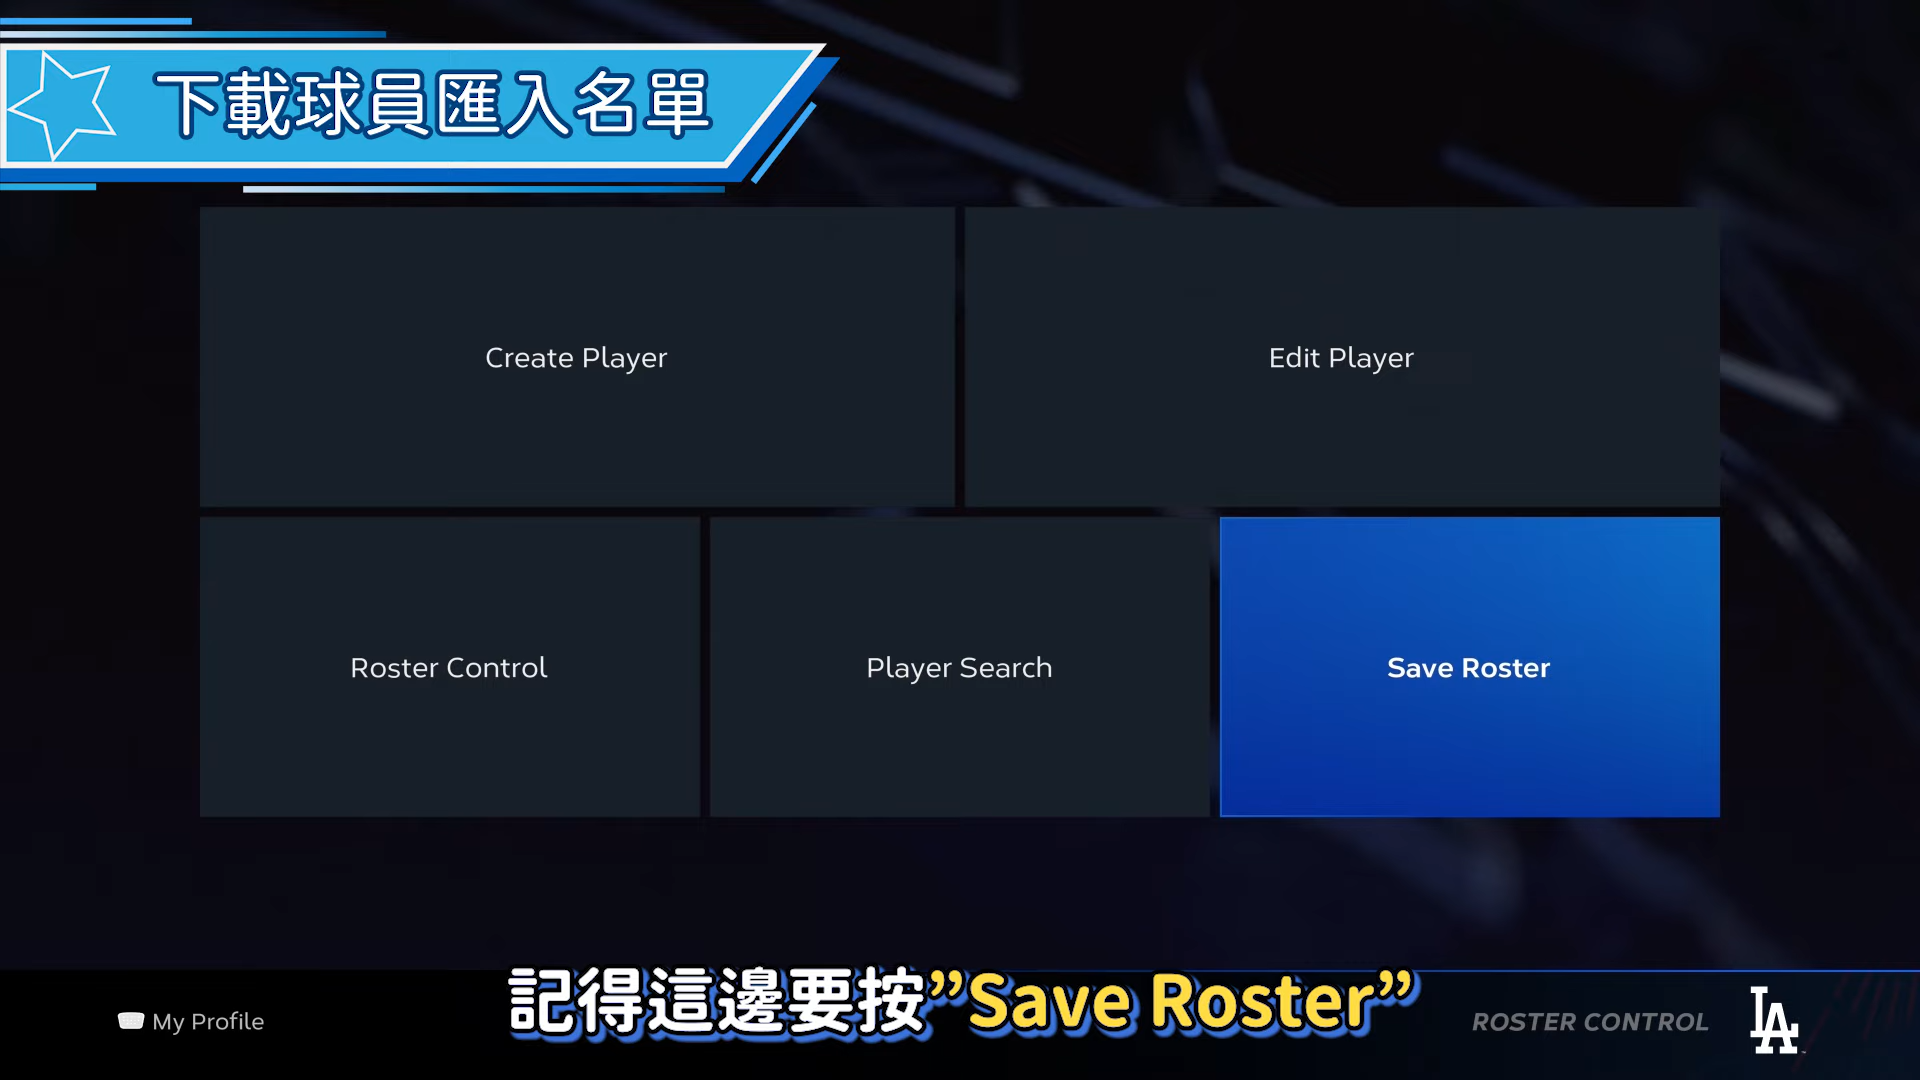 下載球員匯入名單
Create Player
Edit Player
Roster Control
Player Search
Save Roster
記得這邊要按”Save Roster”
My Profile
ROSTER CONTROL
LA